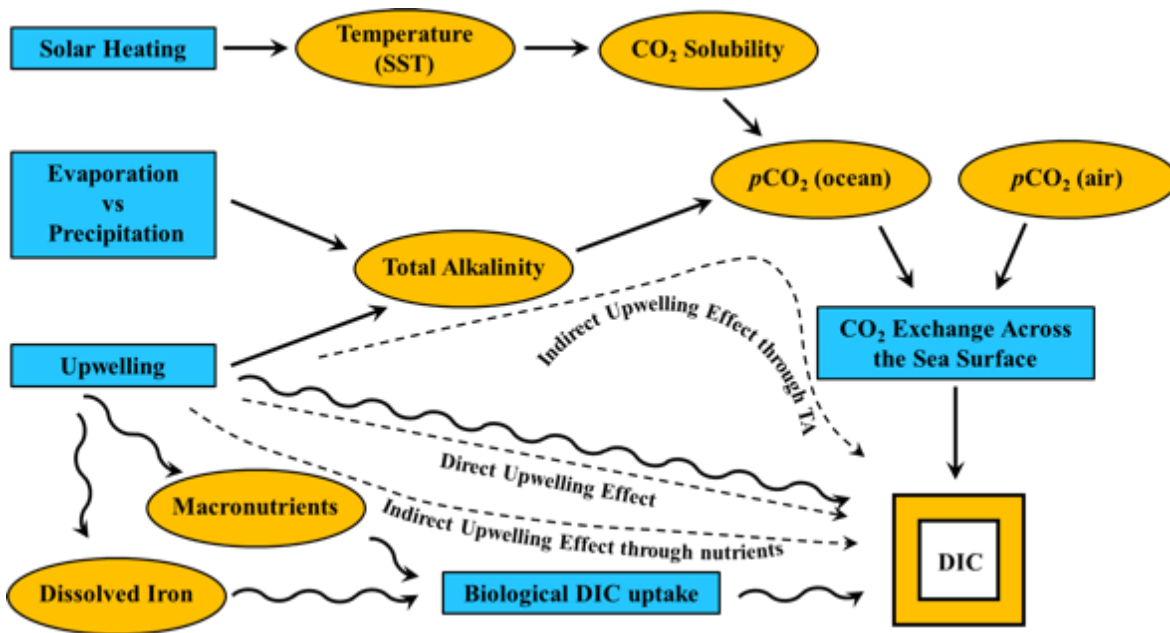 Solar Heating
Temperature
(SST)
CO₂ Solubility
Evaporation
vs
Precipitation
pCO₂ (ocean)
pCO₂ (air)
Total Alkalinity
Indirect Upwelling Effect through TA
CO₂ Exchange Across
the Sea Surface
Upwelling
Direct Upwelling Effect
Macronutrients
Indirect Upwelling Effect through nutrients
DIC
Dissolved Iron
Biological DIC uptake